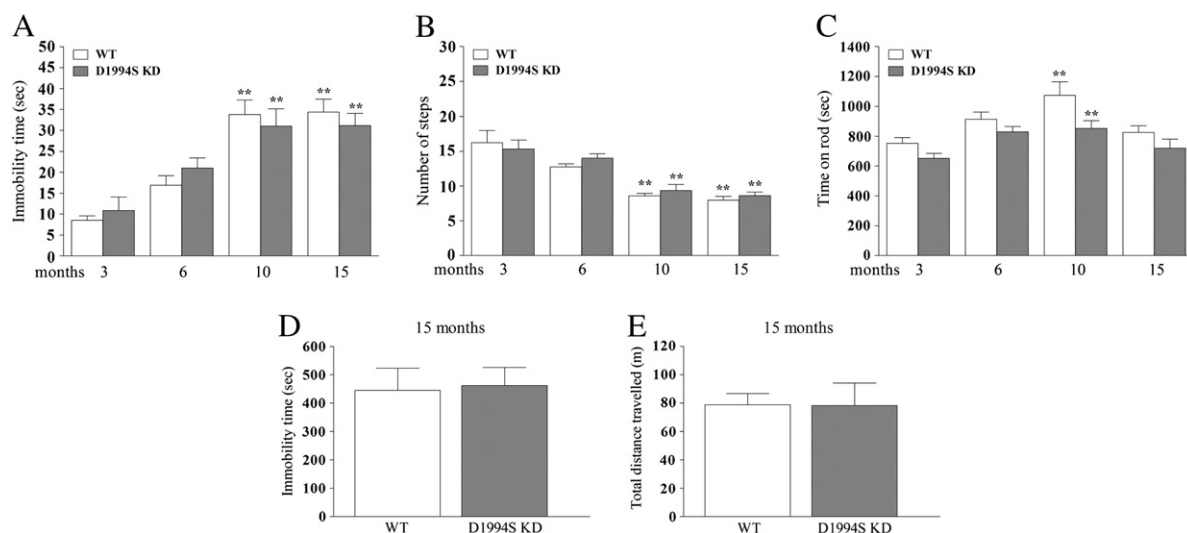 A
Immobility time (sec)
50
45
40
35
30
25
20
15
10
5
0
WT
D1994S KD
**
**
**
**
months 3 6 10 15
B
Number of steps
30
25
20
15
10
5
0
WT
D1994S KD
**
**
**
**
months 3 6 10 15
C
Time on rod (sec)
1400
1200
1000
800
600
400
200
0
WT
D1994S KD
**
**
months 3 6 10 15
D
15 months
Immobility time (sec)
600
500
400
300
200
100
0
WT D1994S KD
E
15 months
Total distance travelled (m)
120
100
80
60
40
20
0
WT D1994S KD